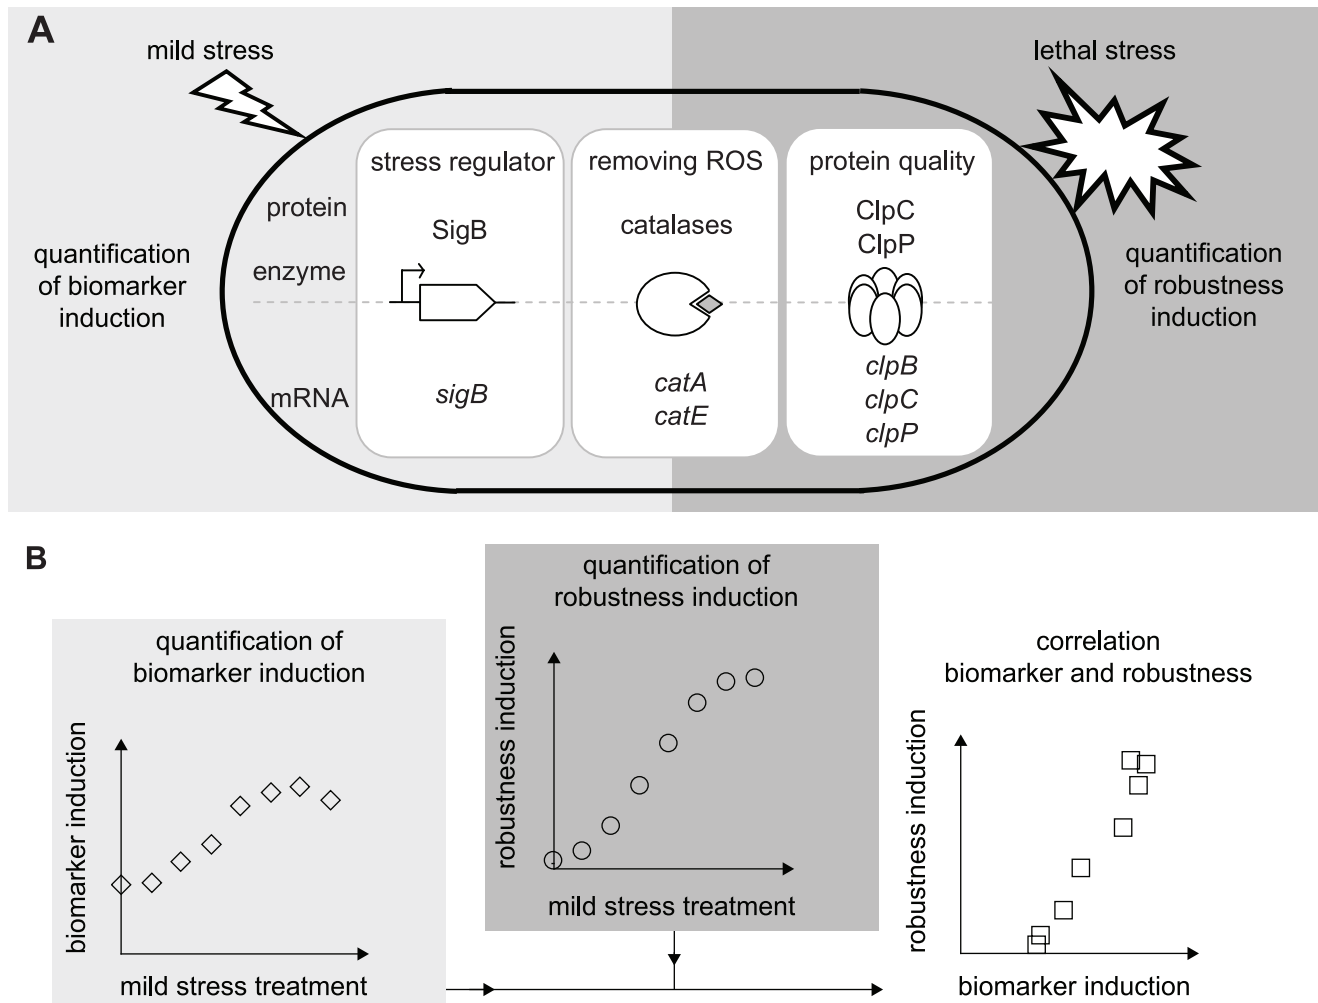 A
mild stress
lethal stress
stress regulator
removing ROS
protein quality
protein
enzyme
mRNA
SigB
catalases
ClpC
ClpP
sigB
catA
catE
clpB
clpC
clpP
quantification
of biomarker
induction
quantification
of robustness
induction
B
quantification of
biomarker induction
biomarker induction
mild stress treatment
quantification of
robustness induction
robustness induction
mild stress treatment
correlation
biomarker and robustness
robustness induction
biomarker induction